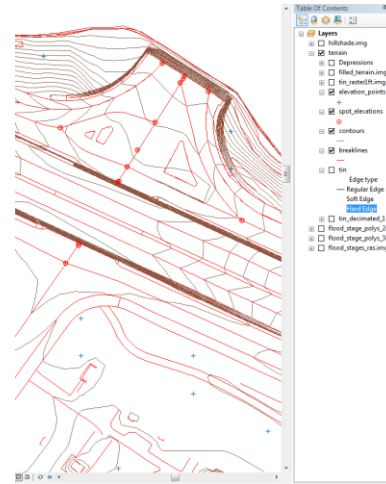 Table Of Contents
Layers
hillshade.img
terrain
Depressions
filled_terrain.img
tin_raster1ft.img
elevation_points
spot_elevations
contours
breaklines
tin
Edge type
Regular Edge
Soft Edge
Hard Edge
tin_decimated_1
flood_stage_polys_2
flood_stage_polys_3
flood_stages_ras.img